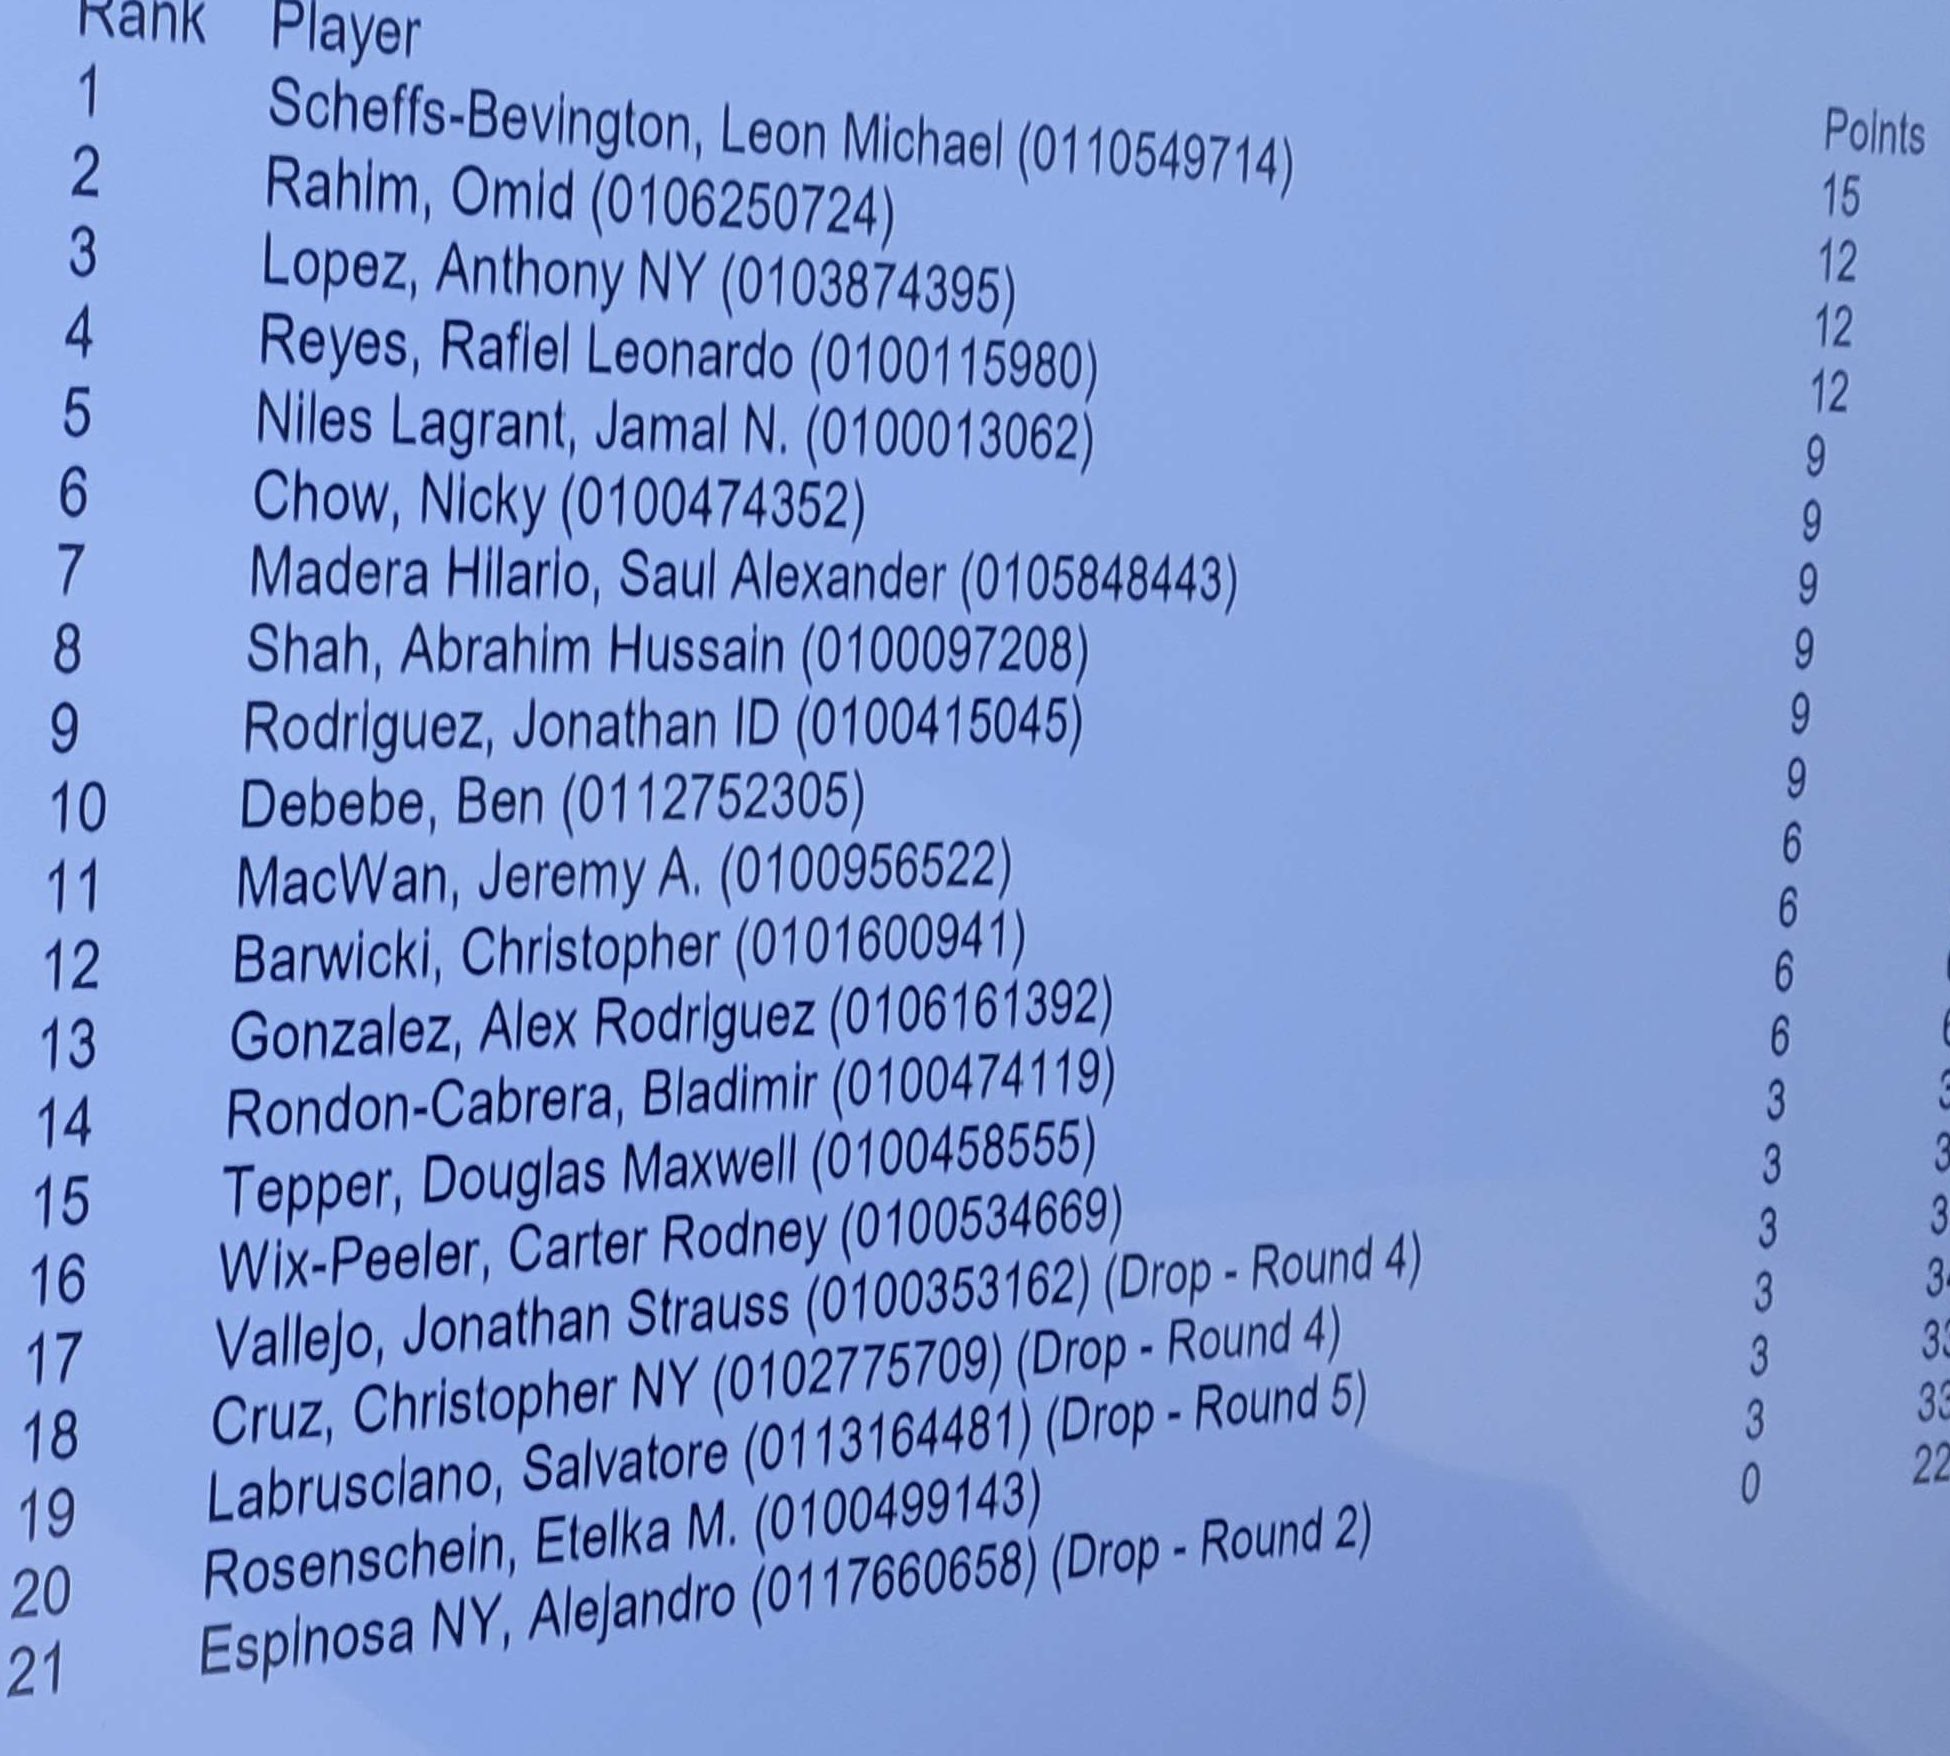 Rank Player Points
1 Scheffs-Bevington, Leon Michael (0110549714) 15
2 Rahim, Omid (0106250724) 12
3 Lopez, Anthony NY (0103874395) 12
4 Reyes, Rafiel Leonardo (0100115980) 12
5 Niles Lagrant, Jamal N. (0100013062) 9
6 Chow, Nicky (0100474352) 9
7 Madera Hilario, Saul Alexander (0105848443) 9
8 Shah, Abrahim Hussain (0100097208) 9
9 Rodriguez, Jonathan ID (0100415045) 9
10 Debebe, Ben (0112752305) 9
11 MacWan, Jeremy A. (0100956522) 6
12 Barwicki, Christopher (0101600941) 6
13 Gonzalez, Alex Rodriguez (0106161392) 6
14 Rondon-Cabrera, Bladimir (0100474119) 6
15 Tepper, Douglas Maxwell (0100458555) 3
16 Wix-Peeler, Carter Rodney (0100534669) 3
17 Vallejo, Jonathan Strauss (0100353162) (Drop - Round 4) 3
18 Cruz, Christopher NY (0102775709) (Drop - Round 4) 3
19 Labrusciano, Salvatore (0113164481) (Drop - Round 5) 3
20 Rosenschein, Etelka M. (0100499143) 3
21 Espinosa NY, Alejandro (0117660658) (Drop - Round 2) 0